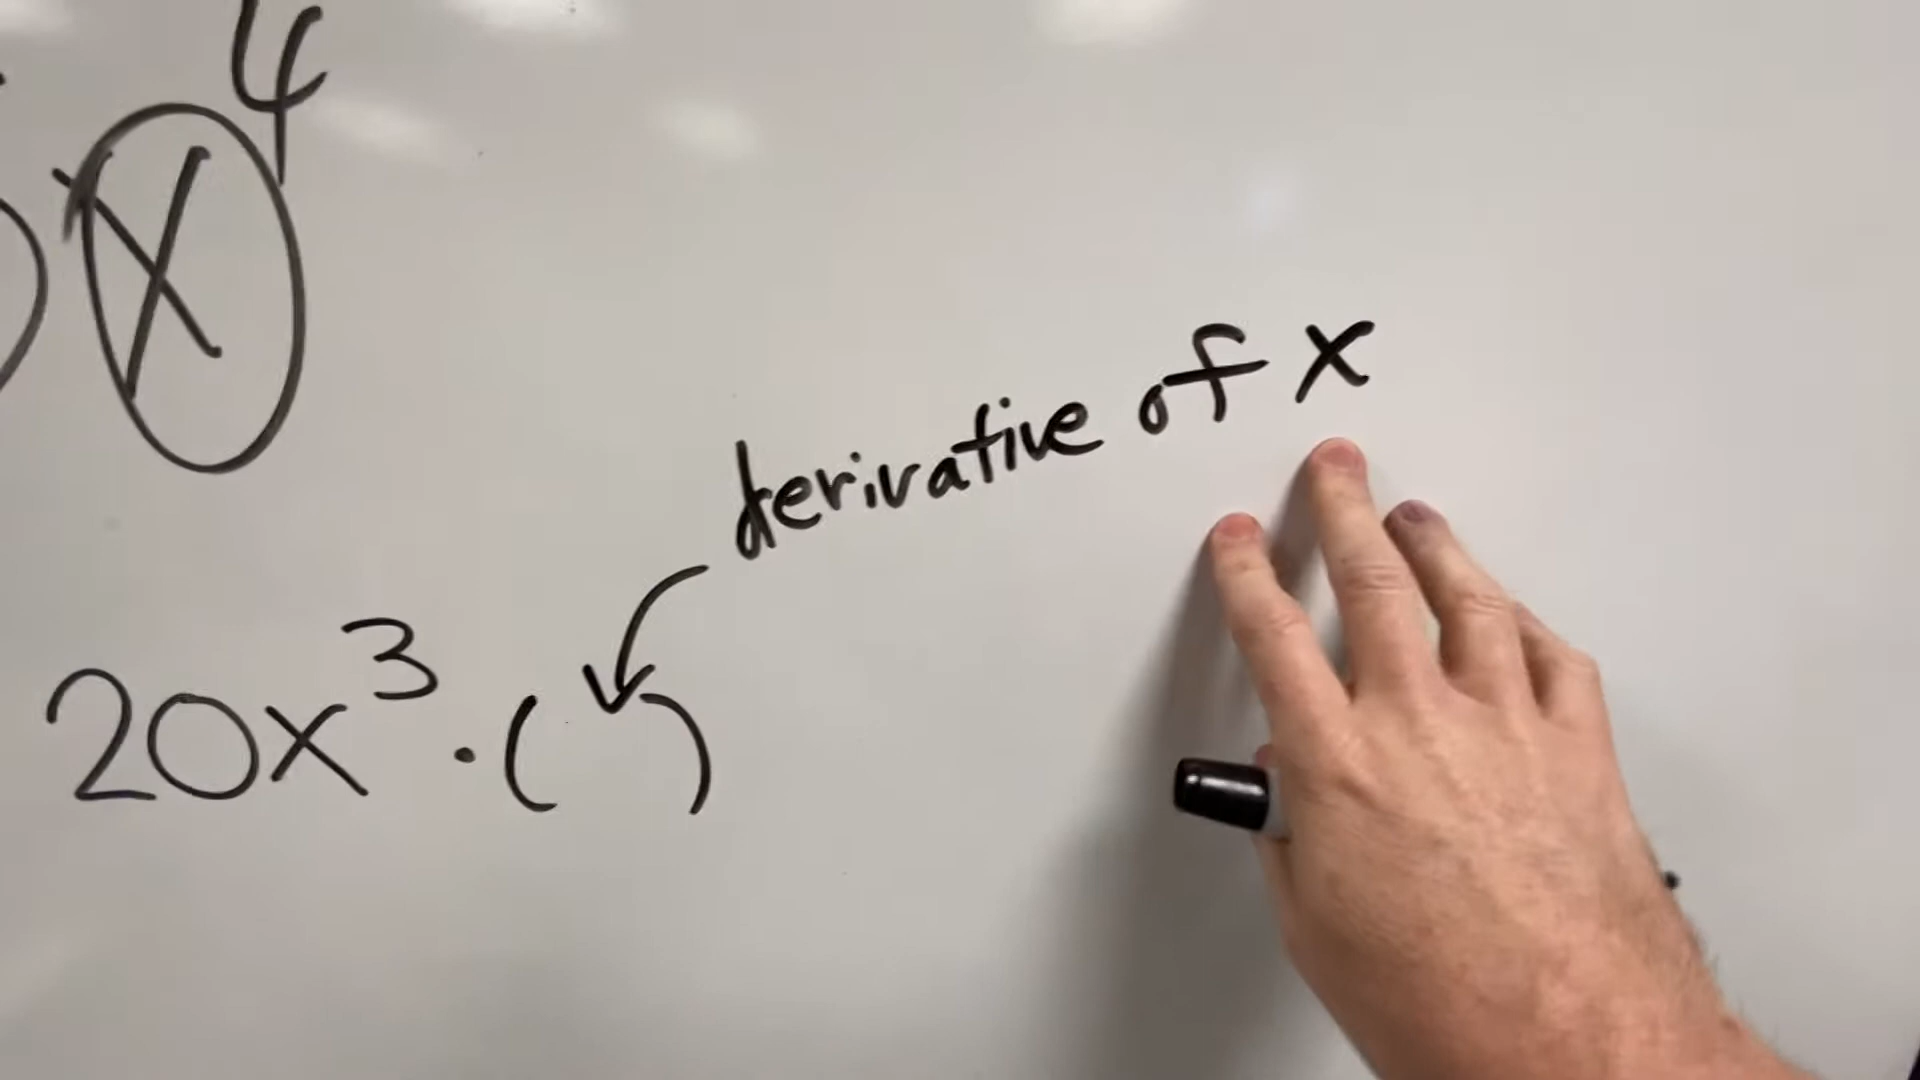 x⁴
derivative of x
20x³ · ( )